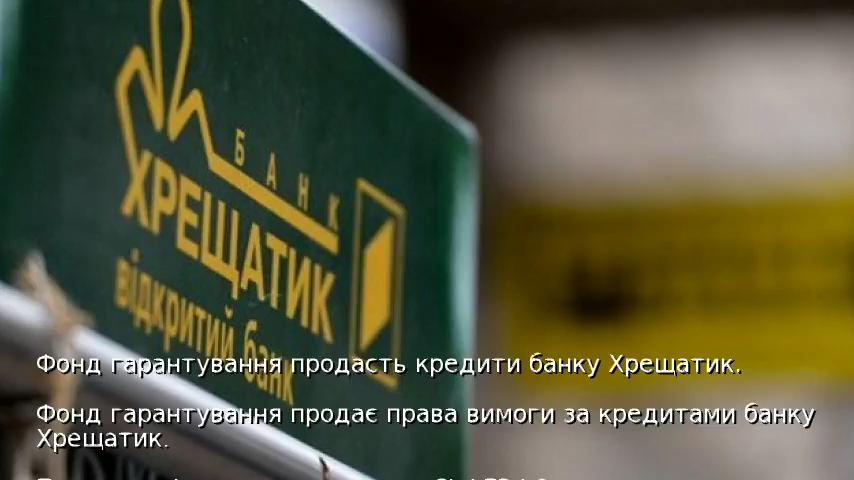 БАНК
ХРЕЩАТИК
відкритий банк
Фонд гарантування продасть кредити банку Хрещатик.
Фонд гарантування продає права вимоги за кредитами банку
Хрещатик.